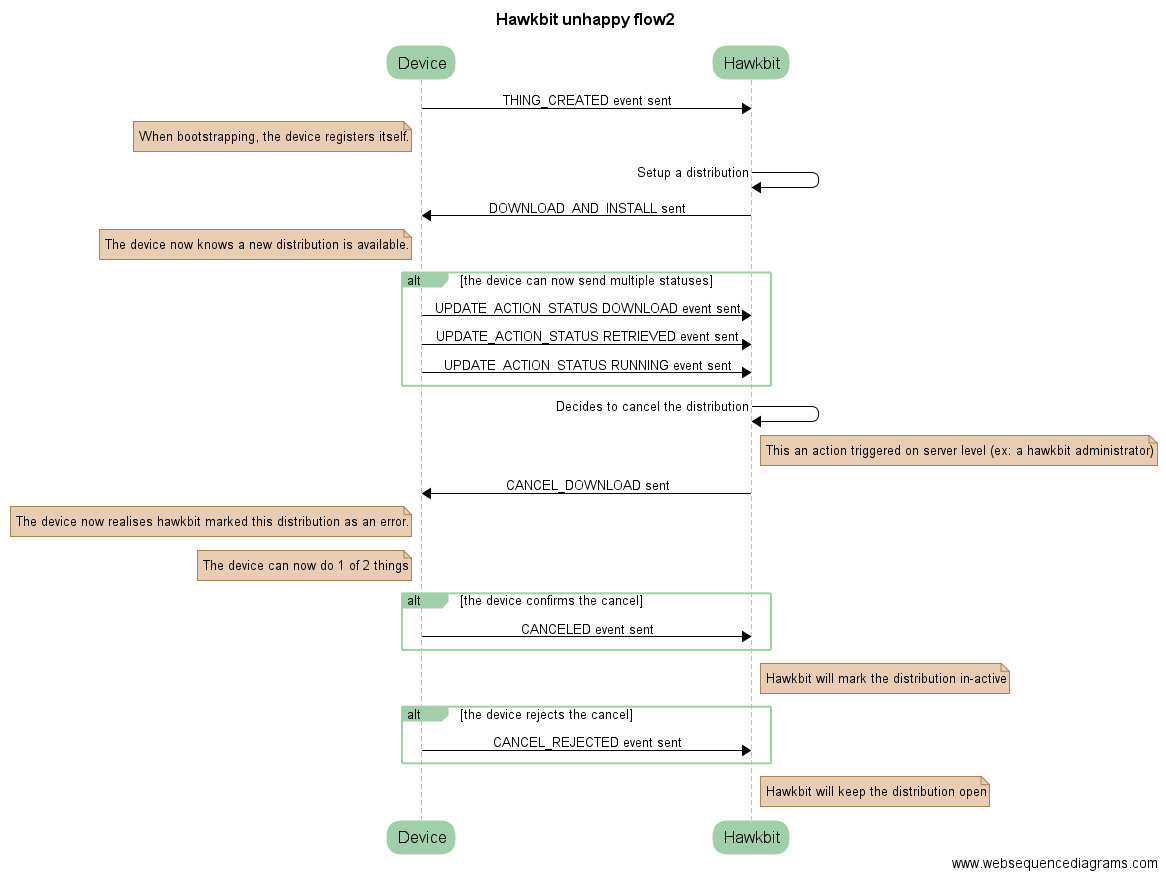 Hawkbit unhappy flow2
Device
Hawkbit
THING_CREATED event sent
When bootstrapping, the device registers itself.
Setup a distribution
DOWNLOAD_AND_INSTALL sent
The device now knows a new distribution is available.
alt
[the device can now send multiple statuses]
UPDATE_ACTION_STATUS DOWNLOAD event sent
UPDATE_ACTION_STATUS RETRIEVED event sent
UPDATE_ACTION_STATUS RUNNING event sent
Decides to cancel the distribution
This an action triggered on server level (ex: a hawkbit administrator)
CANCEL_DOWNLOAD sent
The device now realises hawkbit marked this distribution as an error.
The device can now do 1 of 2 things
alt
[the device confirms the cancel]
CANCELED event sent
Hawkbit will mark the distribution in-active
alt
[the device rejects the cancel]
CANCEL_REJECTED event sent
Hawkbit will keep the distribution open
Device
Hawkbit
www.websequencediagrams.com